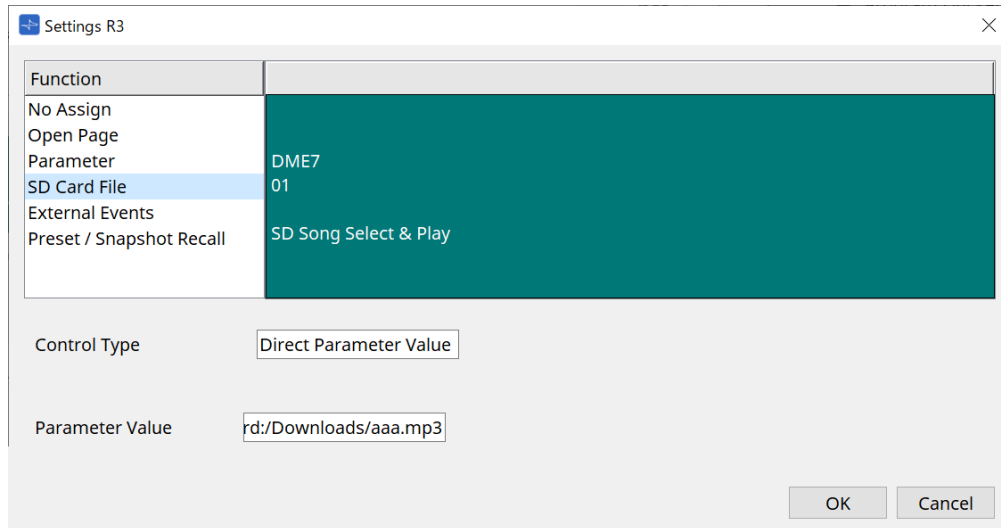 Settings R3
Function
No Assign
Open Page
Parameter
SD Card File
External Events
Preset / Snapshot Recall
DME7
01
SD Song Select & Play
Control Type
Direct Parameter Value
Parameter Value
rd:/Downloads/aaa.mp3
OK
Cancel